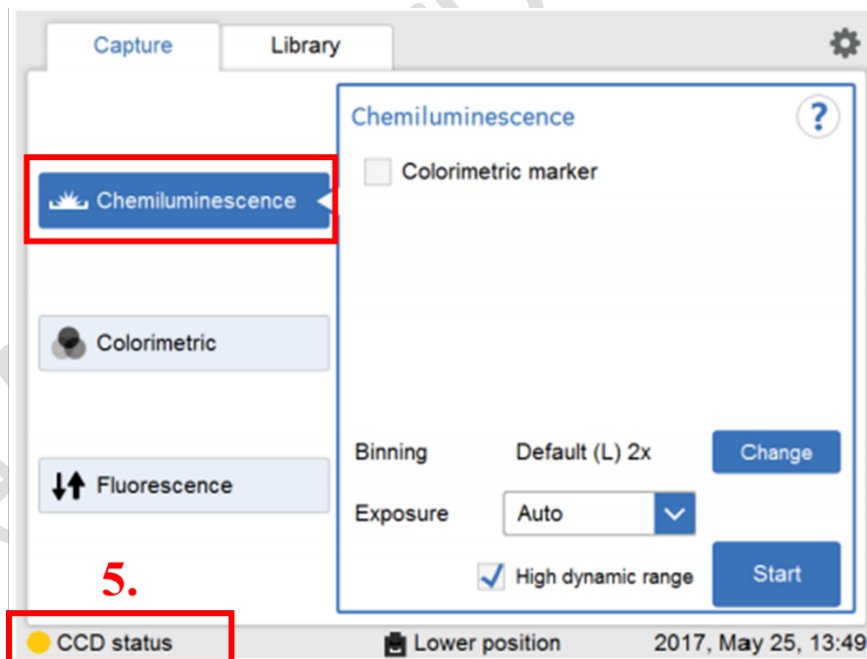 Capture
Library
Chemiluminescence
?
Colorimetric marker
Chemiluminescence
Colorimetric
Fluorescence
Binning Default (L) 2x Change
Exposure Auto
High dynamic range
Start
5.
CCD status Lower position 2017, May 25, 13:49